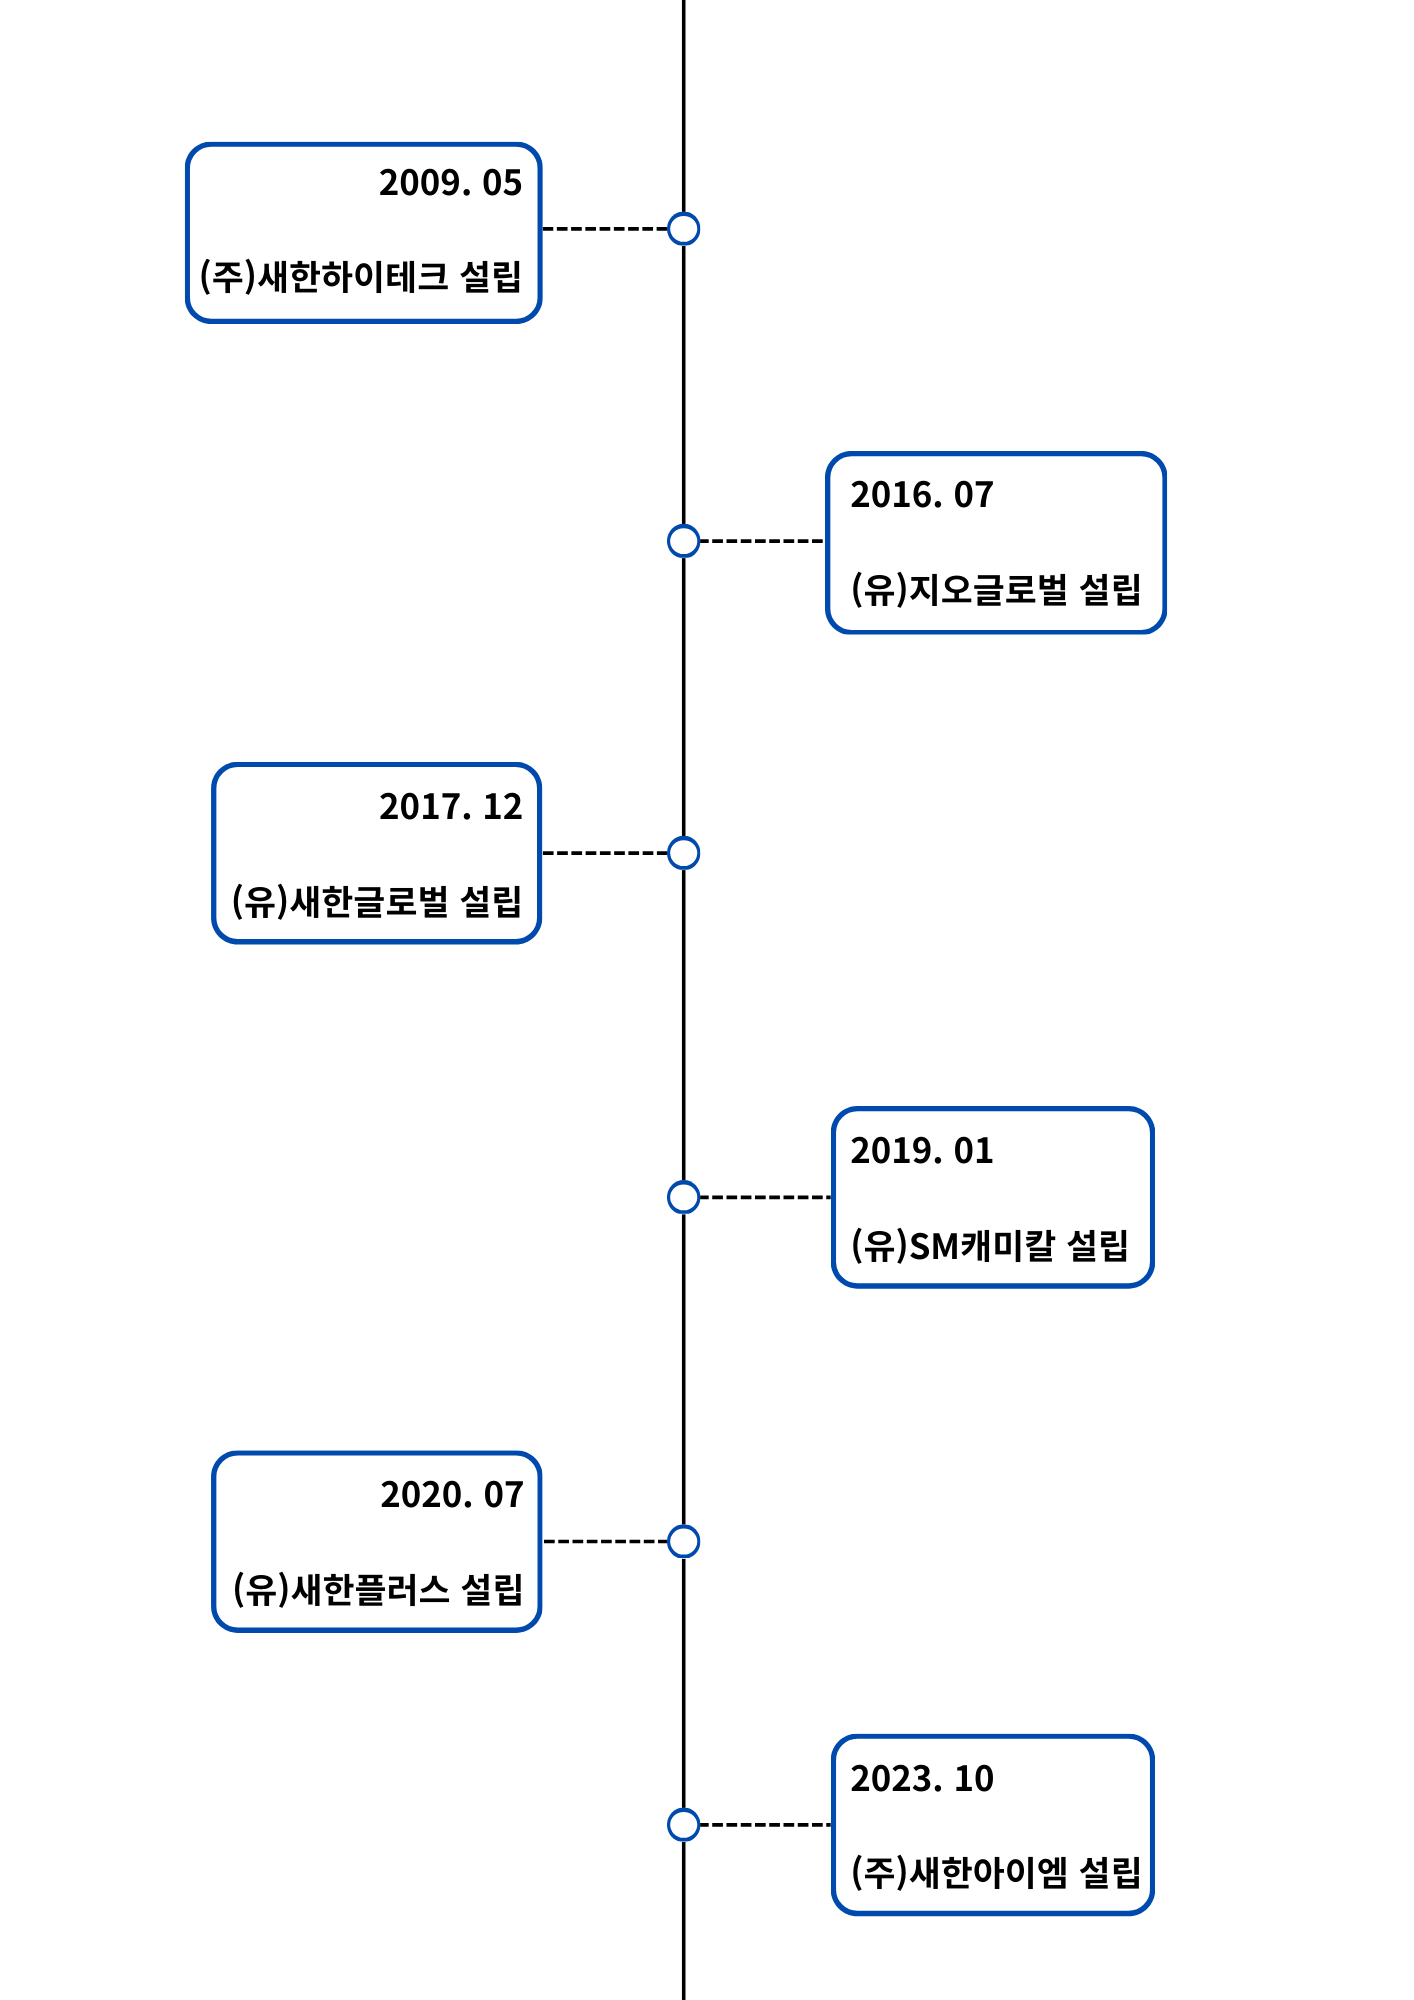 2009. 05
(주)새한하이테크 설립
2016. 07
(유)지오글로벌 설립
2017. 12
(유)새한글로벌 설립
2019. 01
(유)SM캐미칼 설립
2020. 07
(유)새한플러스 설립
2023. 10
(주)새한아이엠 설립